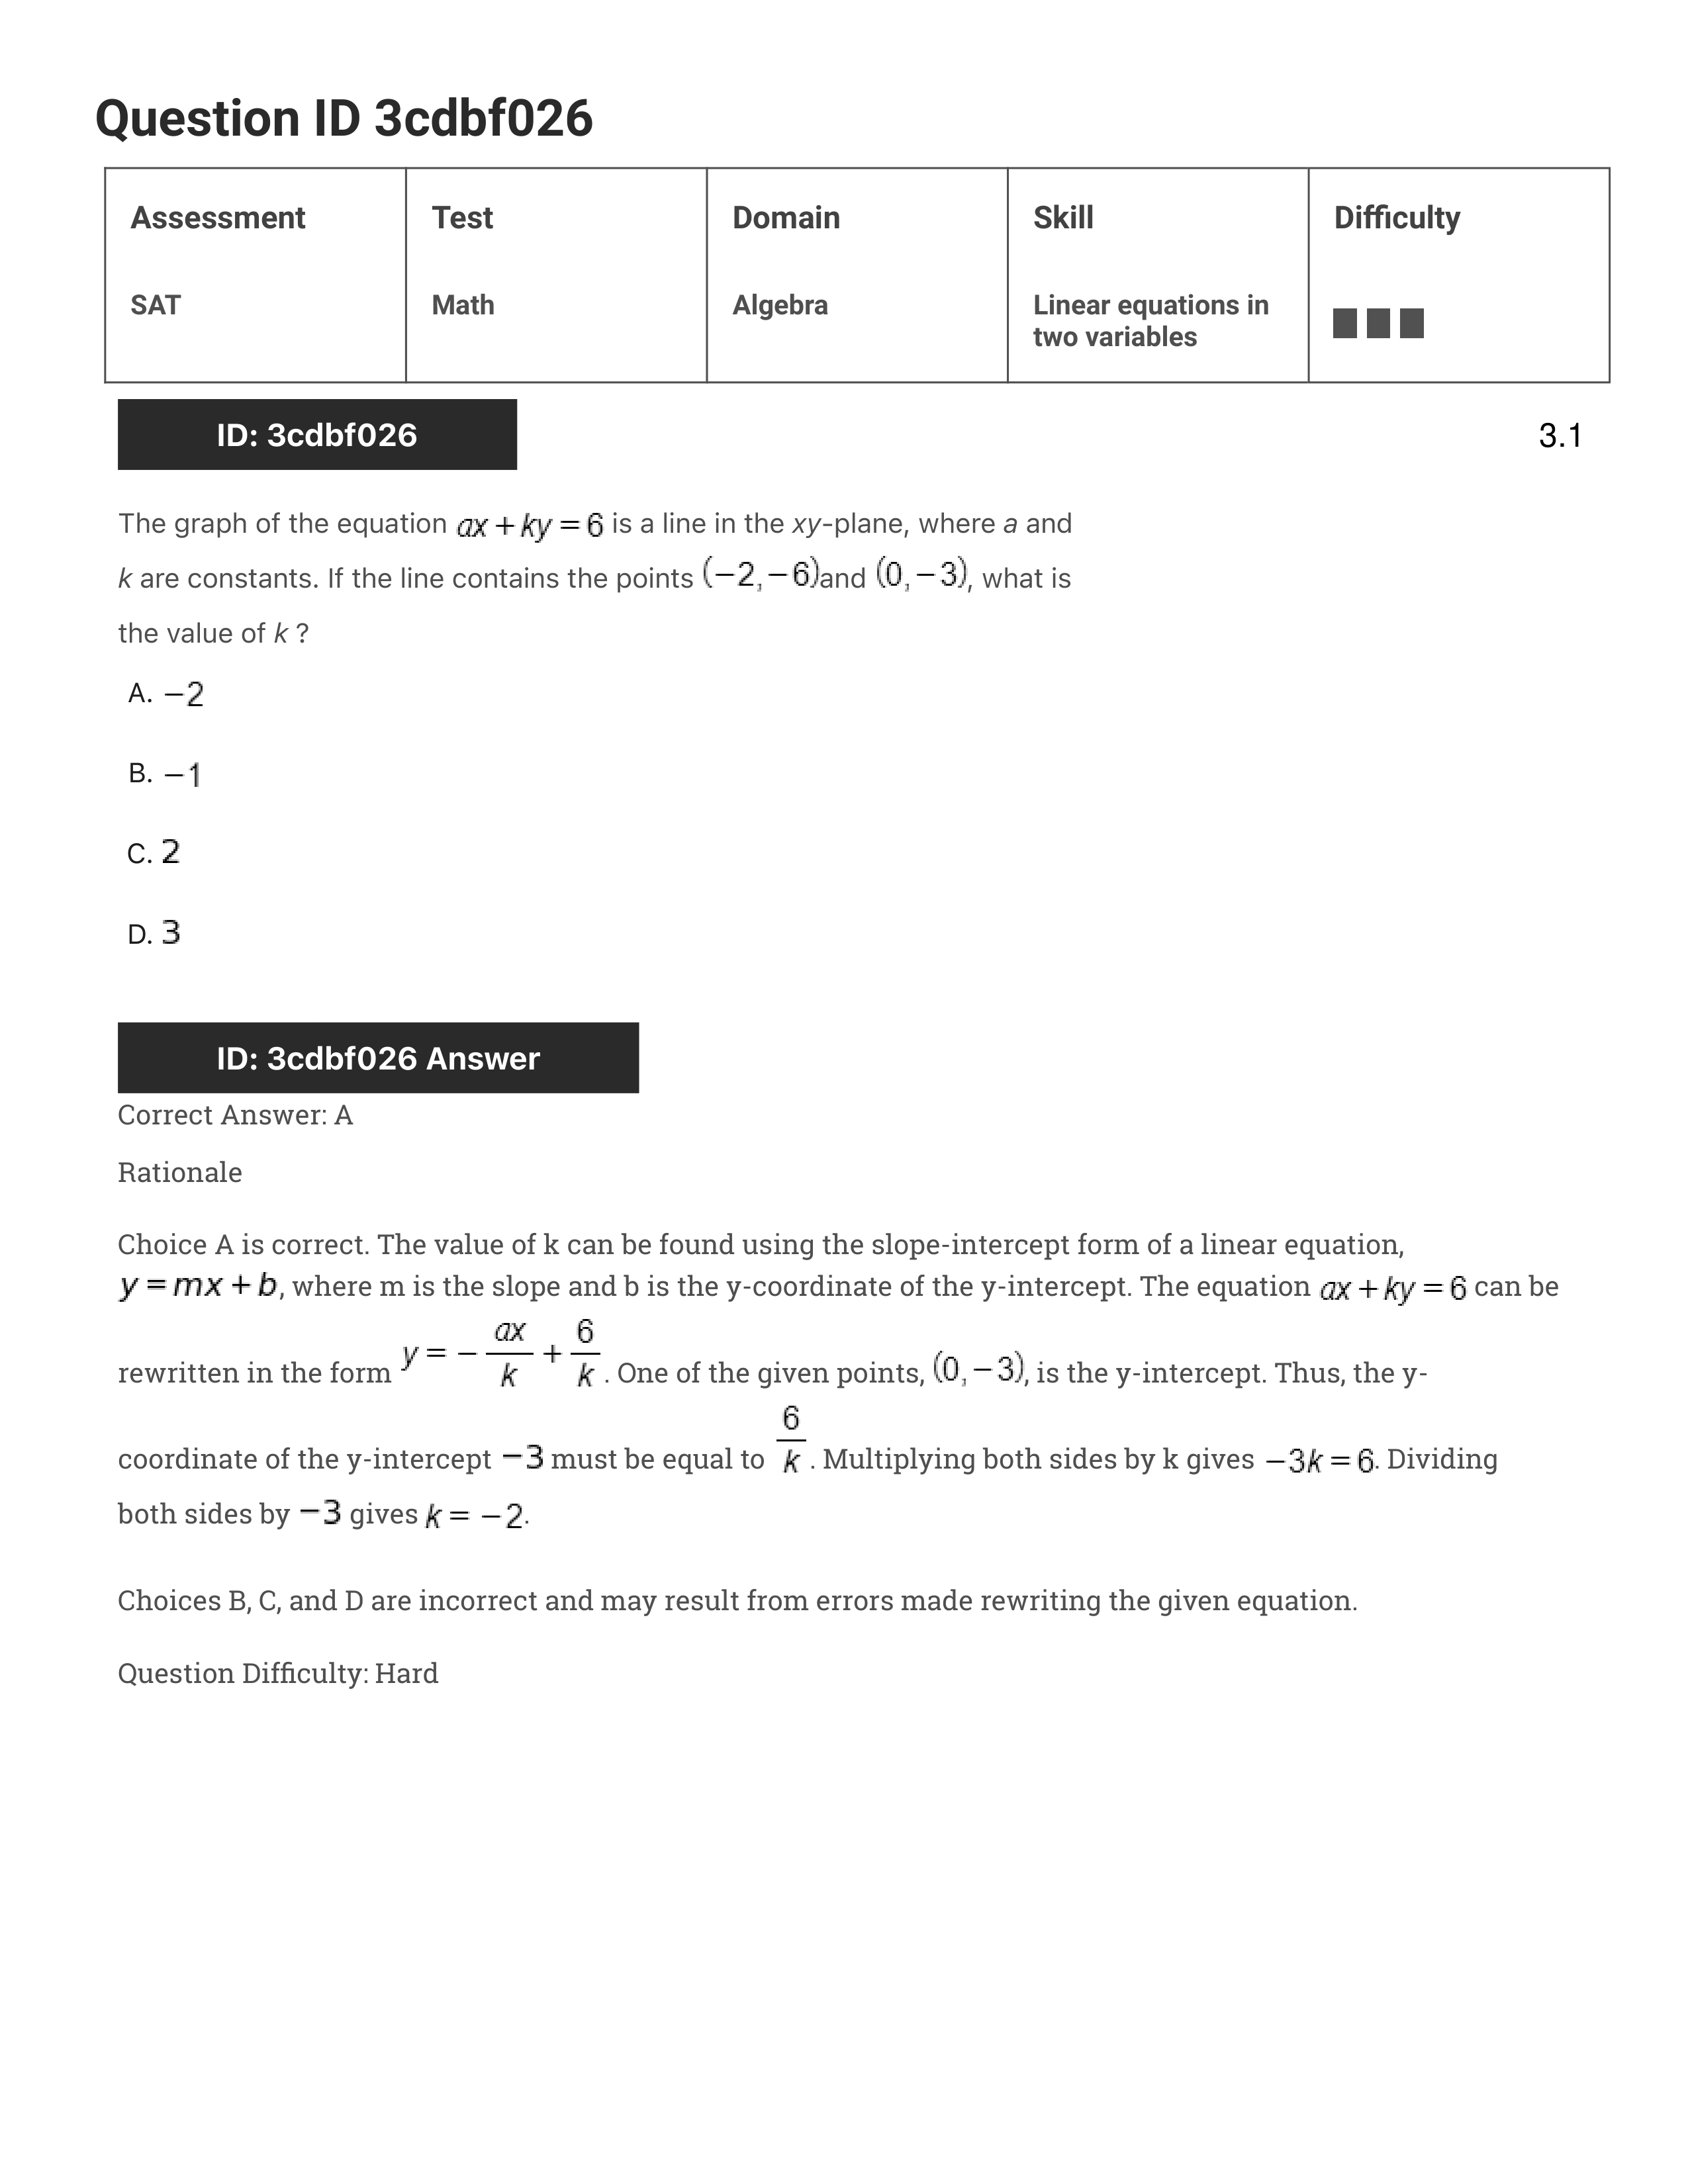 Question ID 3cdbf026
Assessment
Test
Domain
Skill
Difficulty
SAT
Math
Algebra
Linear equations in
two variables
ID: 3cdbf026
3.1
The graph of the equation ax + ky = 6 is a line in the xy-plane, where a and
k are constants. If the line contains the points (−2, −6)and (0, −3), what is
the value of k ?
A. −2
B. −1
C. 2
D. 3
ID: 3cdbf026 Answer
Correct Answer: A
Rationale
Choice A is correct. The value of k can be found using the slope-intercept form of a linear equation,
y = mx + b, where m is the slope and b is the y-coordinate of the y-intercept. The equation ax + ky = 6 can be
rewritten in the form y = − ax/k + 6/k . One of the given points, (0, −3), is the y-intercept. Thus, the y-
coordinate of the y-intercept −3 must be equal to 6/k . Multiplying both sides by k gives −3k = 6. Dividing
both sides by −3 gives k = −2.
Choices B, C, and D are incorrect and may result from errors made rewriting the given equation.
Question Difficulty: Hard